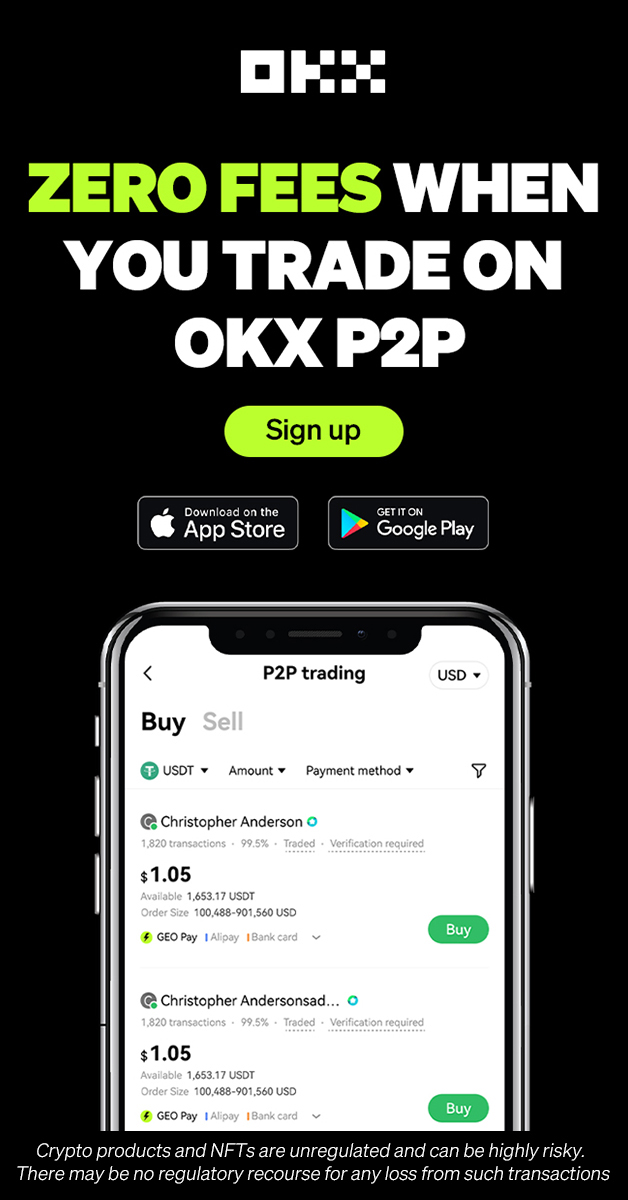 OKX
ZERO FEES WHEN
YOU TRADE ON
OKX P2P
Sign up
Download on the
App Store
GET IT ON
Google Play
P2P trading
USD
Buy Sell
USDT Amount Payment method
Christopher Anderson
1,820 transactions · 99.5% · Traded · Verification required
$1.05
Available 1,653.17 USDT
Order Size 100,488-901,560 USD
GEO Pay Alipay Bank card
Buy
Christopher Andersonsad...
1,820 transactions · 99.5% · Traded · Verification required
$1.05
Available 1,653.17 USDT
Order Size 100,488-901,560 USD
GEO Pay Alipay Bank card
Buy
Crypto products and NFTs are unregulated and can be highly risky.
There may be no regulatory recourse for any loss from such transactions